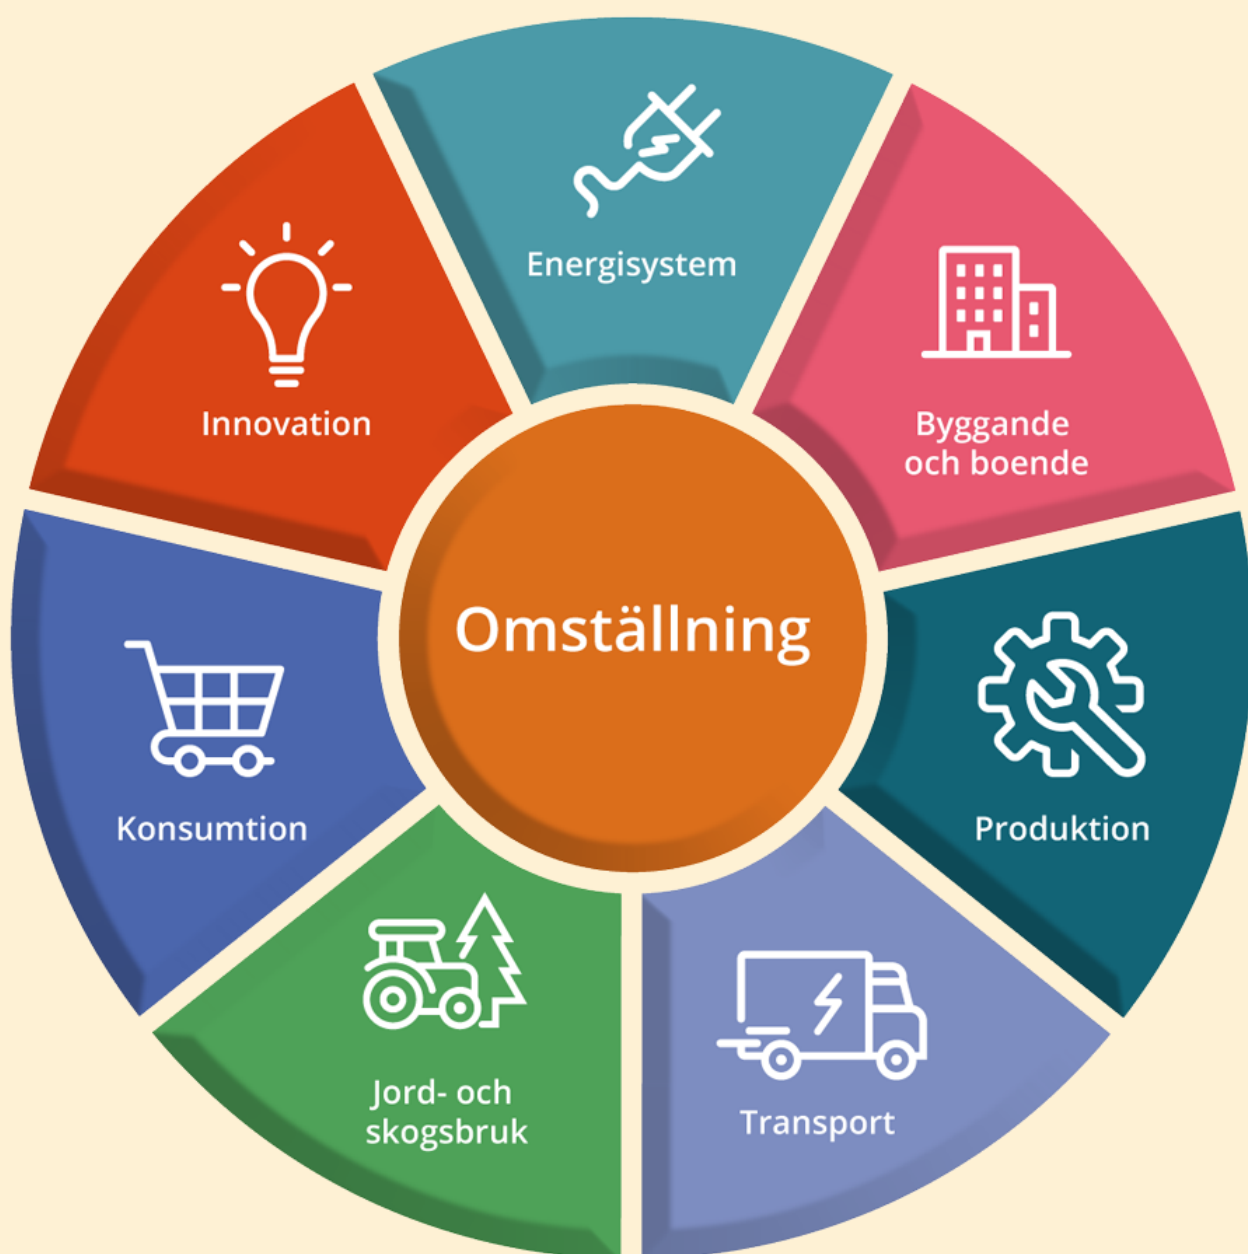 Energisystem
Byggande
och boende
Produktion
Transport
Jord- och
skogsbruk
Konsumtion
Innovation
Omställning